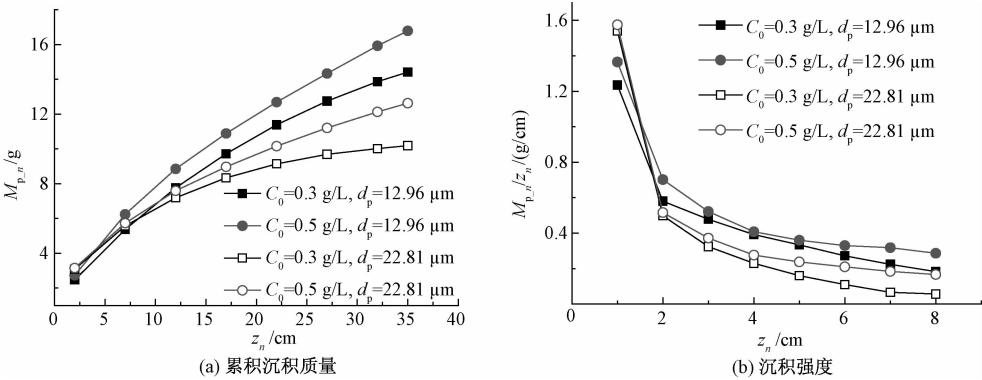 16
12
8
4
0 5 10 15 20 25 30 35 40
M_{p_n}/g
z_n/cm
C_0=0.3 g/L, d_p=12.96 μm
C_0=0.5 g/L, d_p=12.96 μm
C_0=0.3 g/L, d_p=22.81 μm
C_0=0.5 g/L, d_p=22.81 μm
(a) 累积沉积质量
1.6
1.2
0.8
0.4
0 2 4 6 8
M_{p_n}/z_n/(g/cm)
z_n/cm
C_0=0.3 g/L, d_p=12.96 μm
C_0=0.5 g/L, d_p=12.96 μm
C_0=0.3 g/L, d_p=22.81 μm
C_0=0.5 g/L, d_p=22.81 μm
(b) 沉积强度